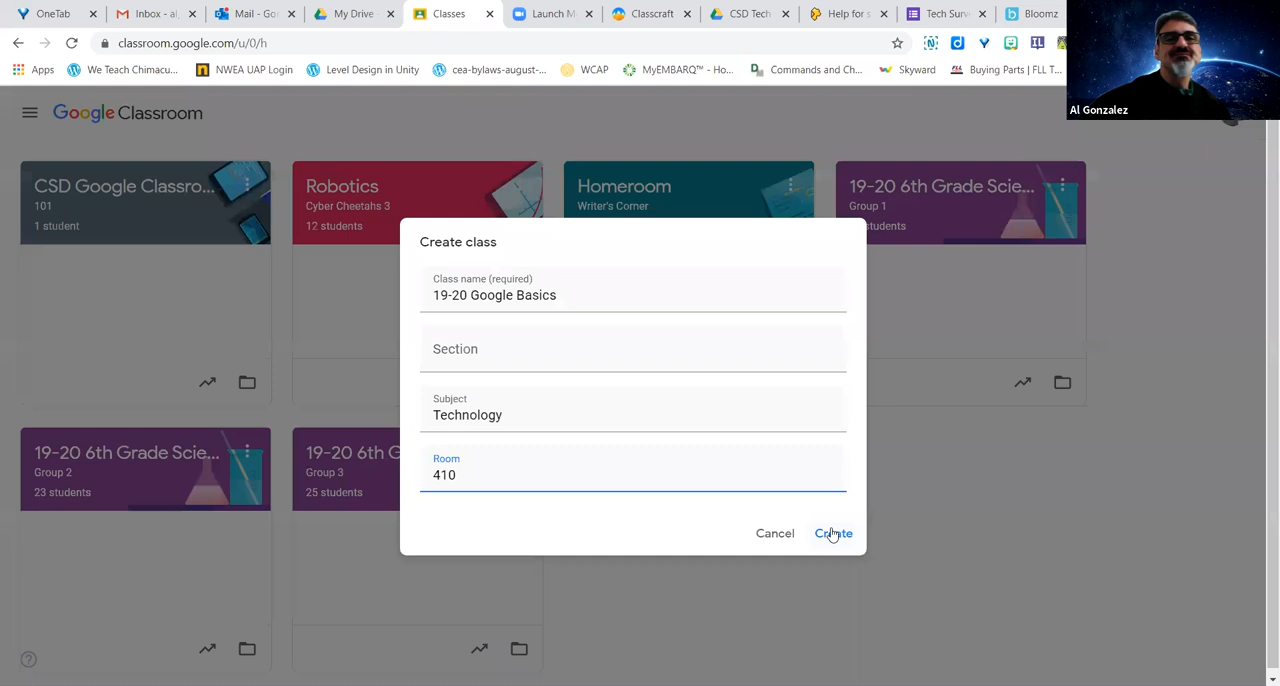 OneTab
Inbox - al
Mail - Go
My Drive -
Classes
Launch M
Classcraft
CSD Tech
Help for s
Tech Surv
Bloomz
classroom.google.com/u/0/h
Apps
We Teach Chimacu...
NWEA UAP Login
Level Design in Unity
cea-bylaws-august-...
WCAP
MyEMBARQ™ - Ho...
Commands and Ch...
Skyward
Buying Parts | FLL T...
Al Gonzalez
Google Classroom
CSD Google Classro...
101
1 student
Robotics
Cyber Cheetahs 3
12 students
Homeroom
Writer's Corner
19-20 6th Grade Scie...
Group 1
students
Create class
Class name (required)
19-20 Google Basics
Section
Subject
Technology
Room
410
Cancel
Create
19-20 6th Grade Scie...
Group 2
23 students
19-20 6th G
Group 3
25 students